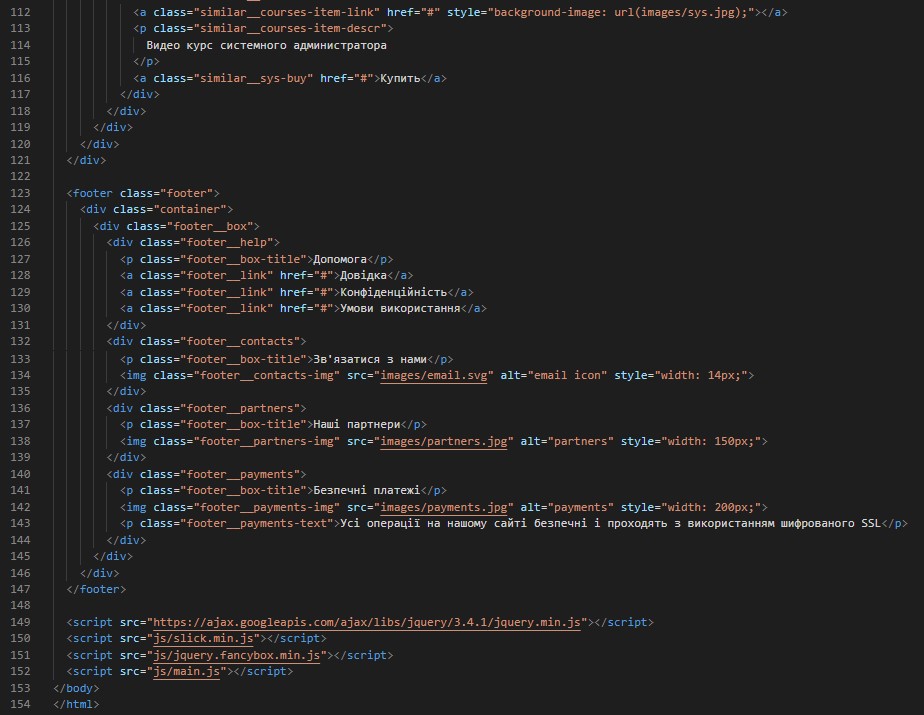 112 <a class="similar__courses-item-link" href="#" style="background-image: url(images/sys.jpg);"></a>
113 <p class="similar__courses-item-descr">
114 Видео курс системного администратора
115 </p>
116 <a class="similar__sys-buy" href="#">Купить</a>
117 </div>
118 </div>
119 </div>
120 </div>
121 </div>
122
123 <footer class="footer">
124 <div class="container">
125 <div class="footer__box">
126 <div class="footer__help">
127 <p class="footer__box-title">Допомога</p>
128 <a class="footer__link" href="#">Довідка</a>
129 <a class="footer__link" href="#">Конфіденційність</a>
130 <a class="footer__link" href="#">Умови використання</a>
131 </div>
132 <div class="footer__contacts">
133 <p class="footer__box-title">Зв'язатися з нами</p>
134 <img class="footer__contacts-img" src="images/email.svg" alt="email icon" style="width: 14px;">
135 </div>
136 <div class="footer__partners">
137 <p class="footer__box-title">Наші партнери</p>
138 <img class="footer__partners-img" src="images/partners.jpg" alt="partners" style="width: 150px;">
139 </div>
140 <div class="footer__payments">
141 <p class="footer__box-title">Безпечні платежі</p>
142 <img class="footer__payments-img" src="images/payments.jpg" alt="payments" style="width: 200px;">
143 <p class="footer__payments-text">Усі операції на нашому сайті безпечні і проходять з використанням шифрованого SSL</p>
144 </div>
145 </div>
146 </div>
147 </footer>
148
149 <script src="https://ajax.googleapis.com/ajax/libs/jquery/3.4.1/jquery.min.js"></script>
150 <script src="js/slick.min.js"></script>
151 <script src="js/jquery.fancybox.min.js"></script>
152 <script src="js/main.js"></script>
153 </body>
154 </html>